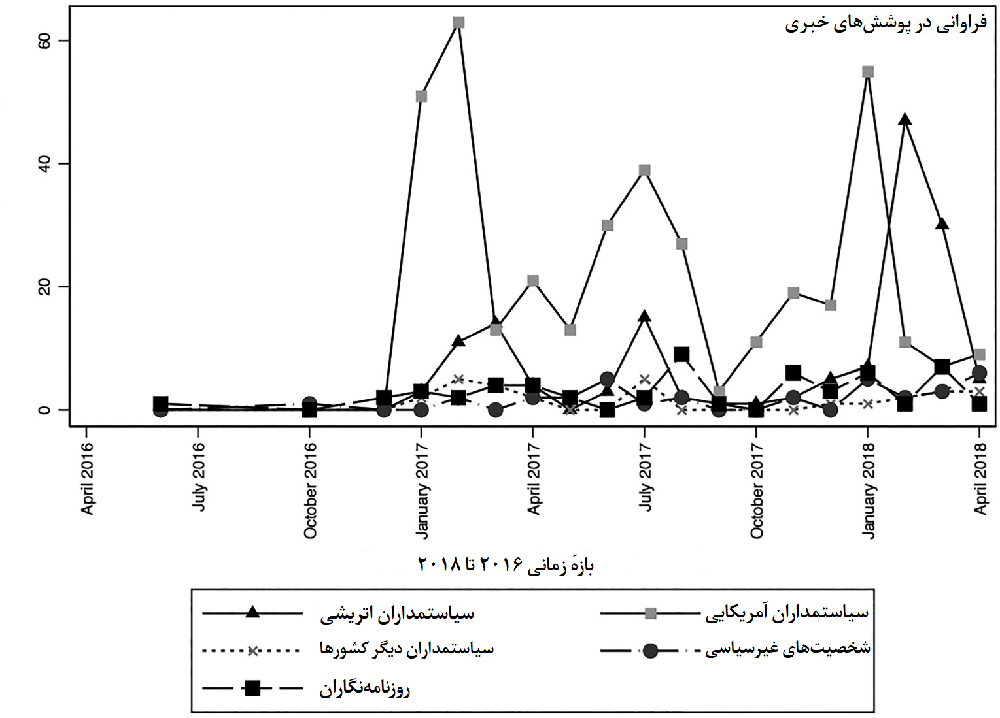 فراوانی در پوشش‌های خبری
60
40
20
0
April 2016
July 2016
October 2016
January 2017
April 2017
July 2017
October 2017
January 2018
April 2018
بازهٔ زمانی ۲۰۱۶ تا ۲۰۱۸
سیاستمداران اتریشی
سیاستمداران آمریکایی
سیاستمداران دیگر کشورها
شخصیت‌های غیرسیاسی
روزنامه‌نگاران